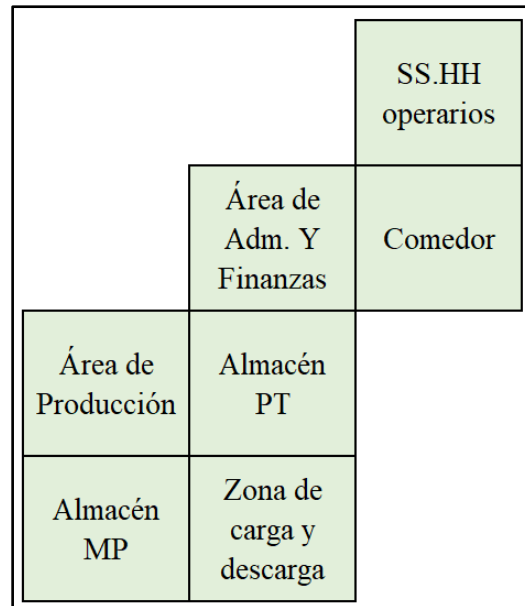 SS.HH
operarios
Área de
Adm. Y
Finanzas
Comedor
Área de
Producción
Almacén
PT
Almacén
MP
Zona de
carga y
descarga